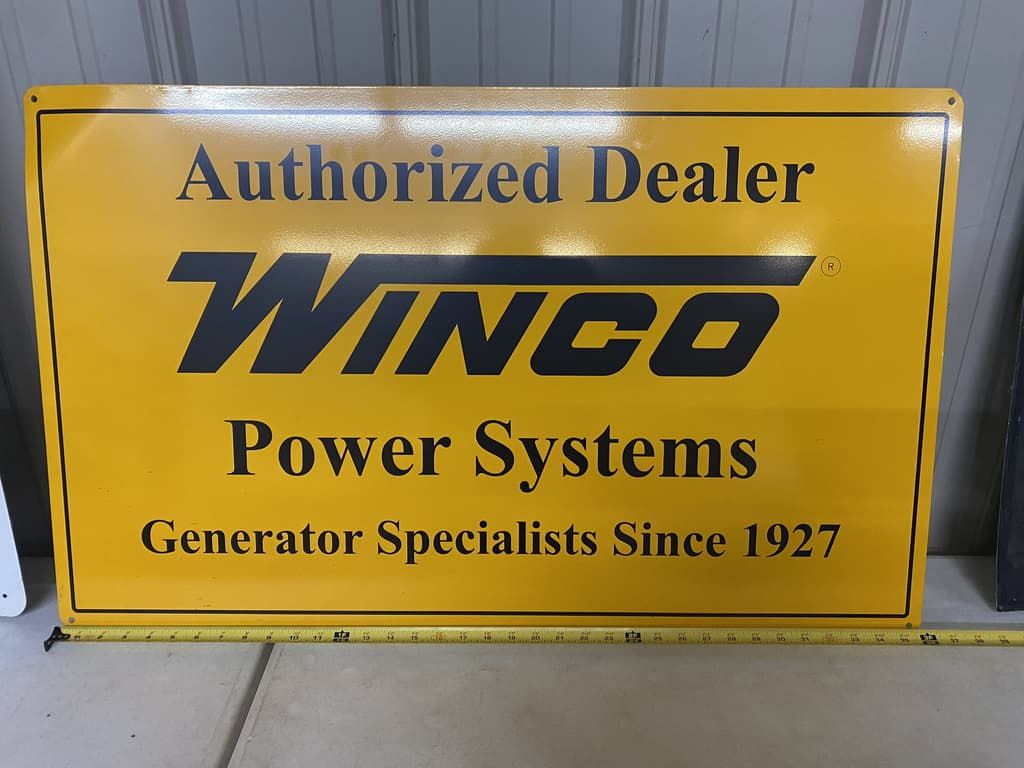 Authorized Dealer
WINCO ®
Power Systems
Generator Specialists Since 1927